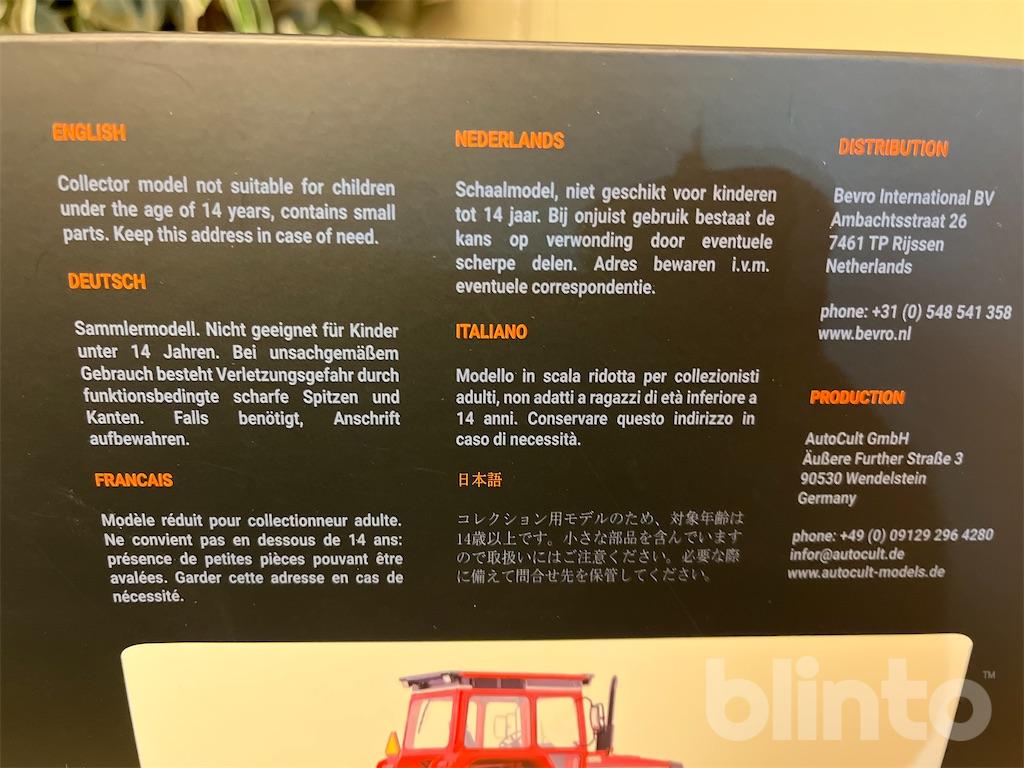 ENGLISH
Collector model not suitable for children
under the age of 14 years, contains small
parts. Keep this address in case of need.
DEUTSCH
Sammlermodell. Nicht geeignet für Kinder
unter 14 Jahren. Bei unsachgemäßem
Gebrauch besteht Verletzungsgefahr durch
funktionsbedingte scharfe Spitzen und
Kanten. Falls benötigt, Anschrift
aufbewahren.
FRANCAIS
Modèle réduit pour collectionneur adulte.
Ne convient pas en dessous de 14 ans:
présence de petites pièces pouvant être
avalées. Garder cette adresse en cas de
nécessité.
NEDERLANDS
Schaalmodel, niet geschikt voor kinderen
tot 14 jaar. Bij onjuist gebruik bestaat de
kans op verwonding door eventuele
scherpe delen. Adres bewaren i.v.m.
eventuele correspondentie.
ITALIANO
Modello in scala ridotta per collezionisti
adulti, non adatti a ragazzi di età inferiore a
14 anni. Conservare questo indirizzo in
caso di necessità.
日本語
コレクション用モデルのため、対象年齢は
14歳以上です。小さな部品を含んでいます
ので取扱いにはご注意ください。必要な際
に備えて問合せ先を保管してください。
DISTRIBUTION
Bevro International BV
Ambachtsstraat 26
7461 TP Rijssen
Netherlands
phone: +31 (0) 548 541 358
www.bevro.nl
PRODUCTION
AutoCult GmbH
Äußere Further Straße 3
90530 Wendelstein
Germany
phone: +49 (0) 09129 296 4280
infor@autocult.de
www.autocult-models.de
blinto™